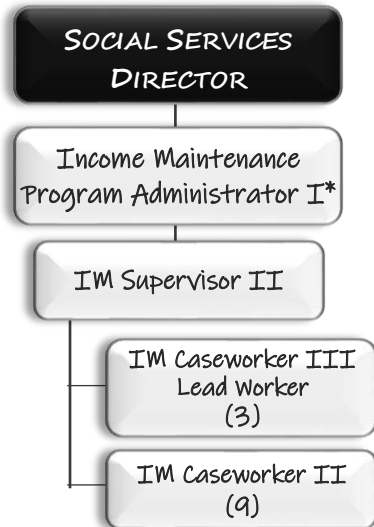 SOCIAL SERVICES
DIRECTOR
Income Maintenance
Program Administrator I*
IM Supervisor II
IM Caseworker III
Lead Worker
(3)
IM Caseworker II
(9)